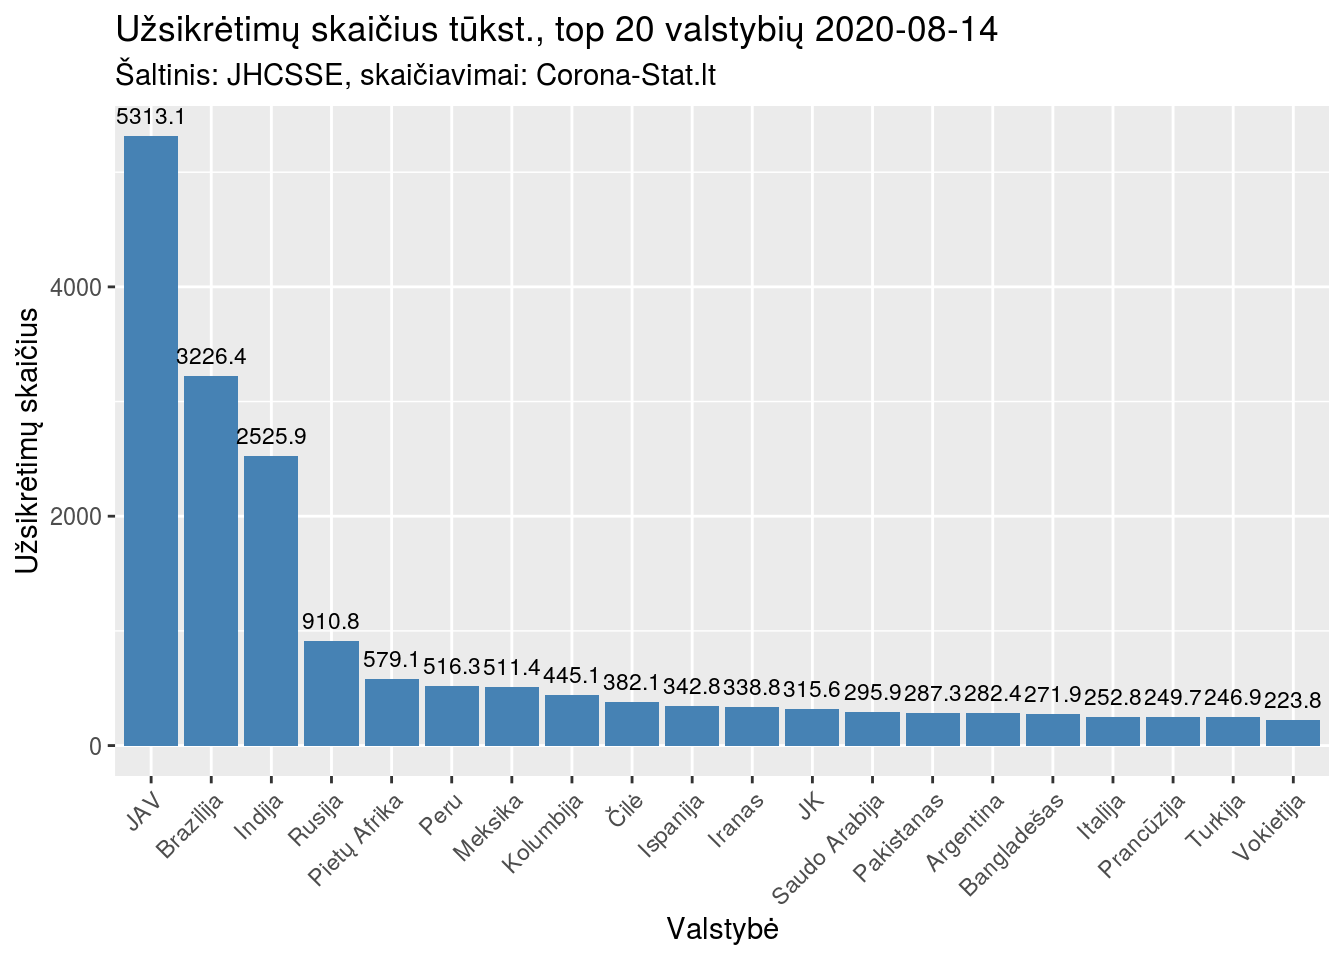 Užsikrėtimų skaičius tūkst., top 20 valstybių 2020-08-14
Šaltinis: JHCSSE, skaičiavimai: Corona-Stat.lt
Užsikrėtimų skaičius
4000
2000
0
5313.1
3226.4
2525.9
910.8
579.1
516.3
511.4
445.1
382.1
342.8
338.8
315.6
295.9
287.3
282.4
271.9
252.8
249.7
246.9
223.8
JAV
Brazilija
Indija
Rusija
Pietų Afrika
Peru
Meksika
Kolumbija
Čilė
Ispanija
Iranas
JK
Saudo Arabija
Pakistanas
Argentina
Bangladešas
Italija
Prancūzija
Turkija
Vokietija
Valstybė